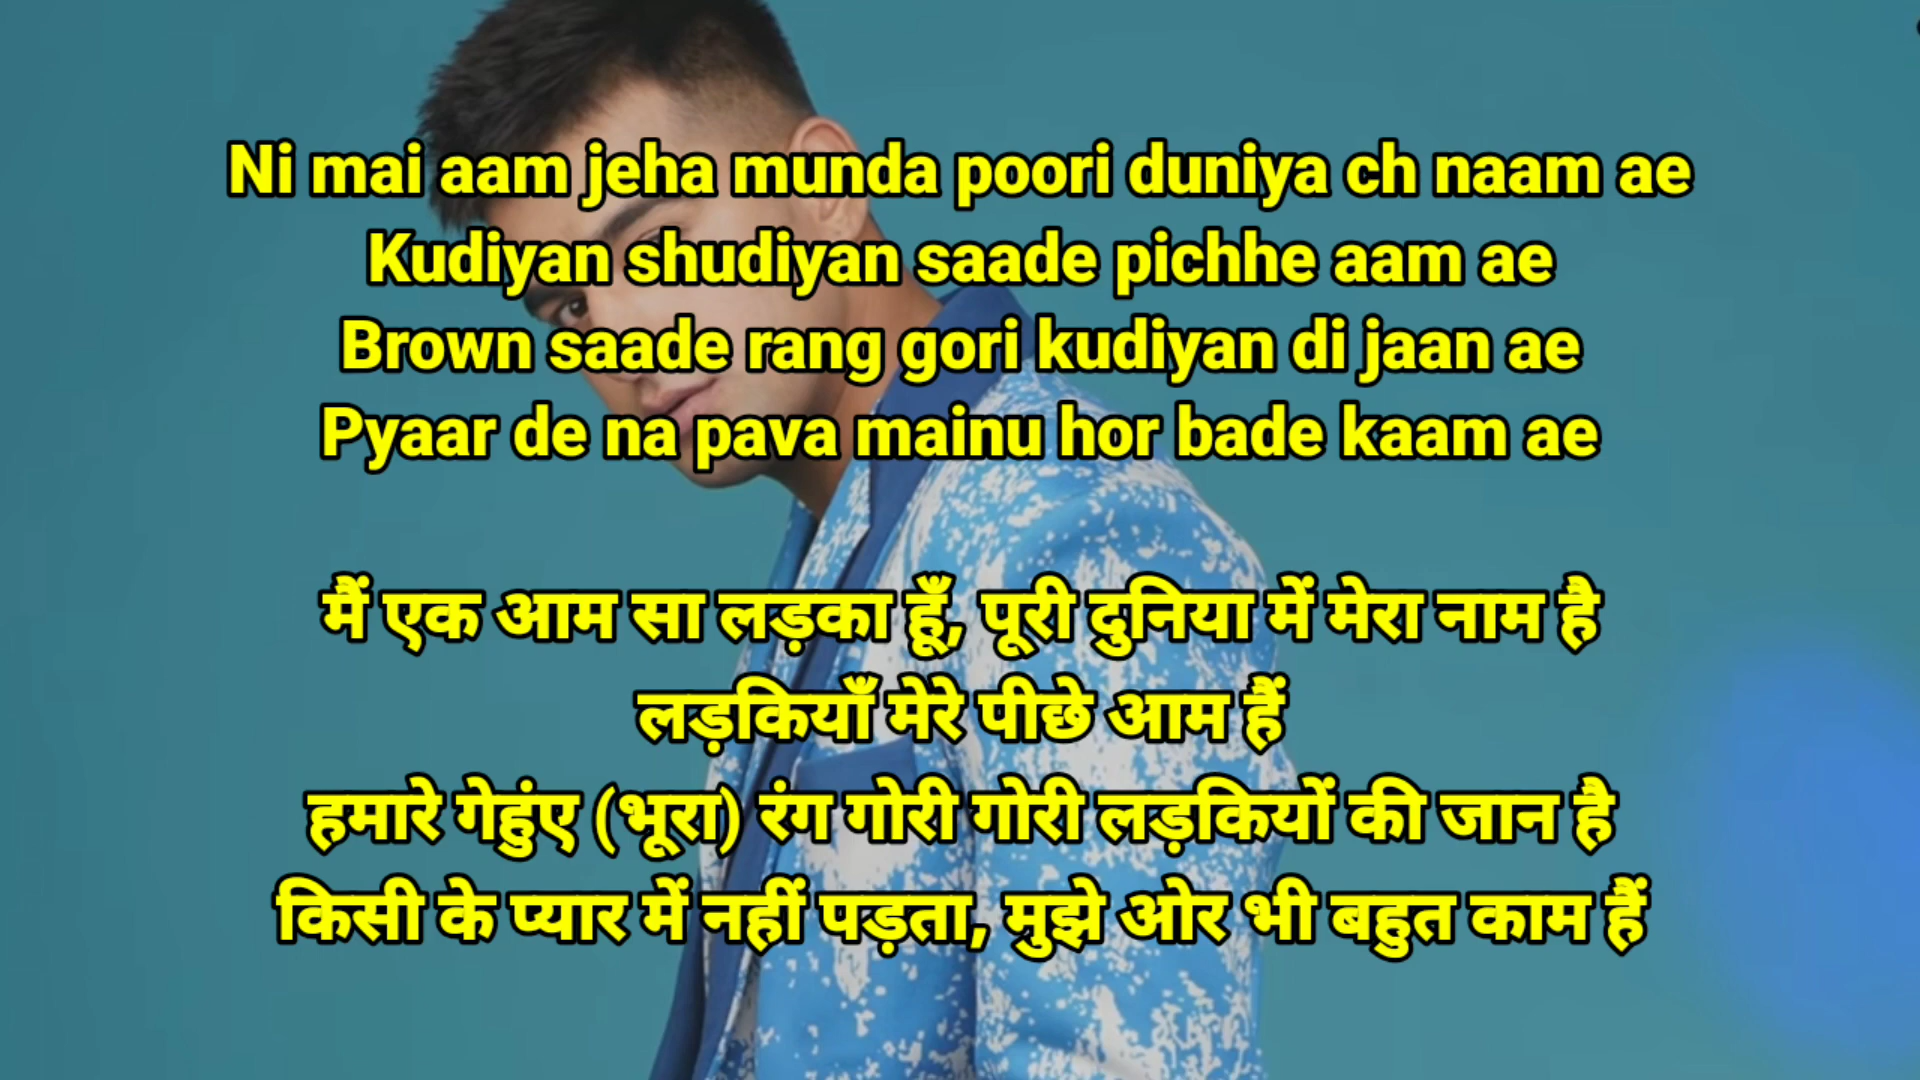 Ni mai aam jeha munda poori duniya ch naam ae
Kudiyan shudiyan saade pichhe aam ae
Brown saade rang gori kudiyan di jaan ae
Pyaar de na pava mainu hor bade kaam ae
मैं एक आम सा लड़का हूँ, पूरी दुनिया में मेरा नाम है
लड़कियाँ मेरे पीछे आम हैं
हमारे गेहुंए (भूरा) रंग गोरी गोरी लड़कियों की जान है
किसी के प्यार में नहीं पड़ता, मुझे ओर भी बहुत काम हैं